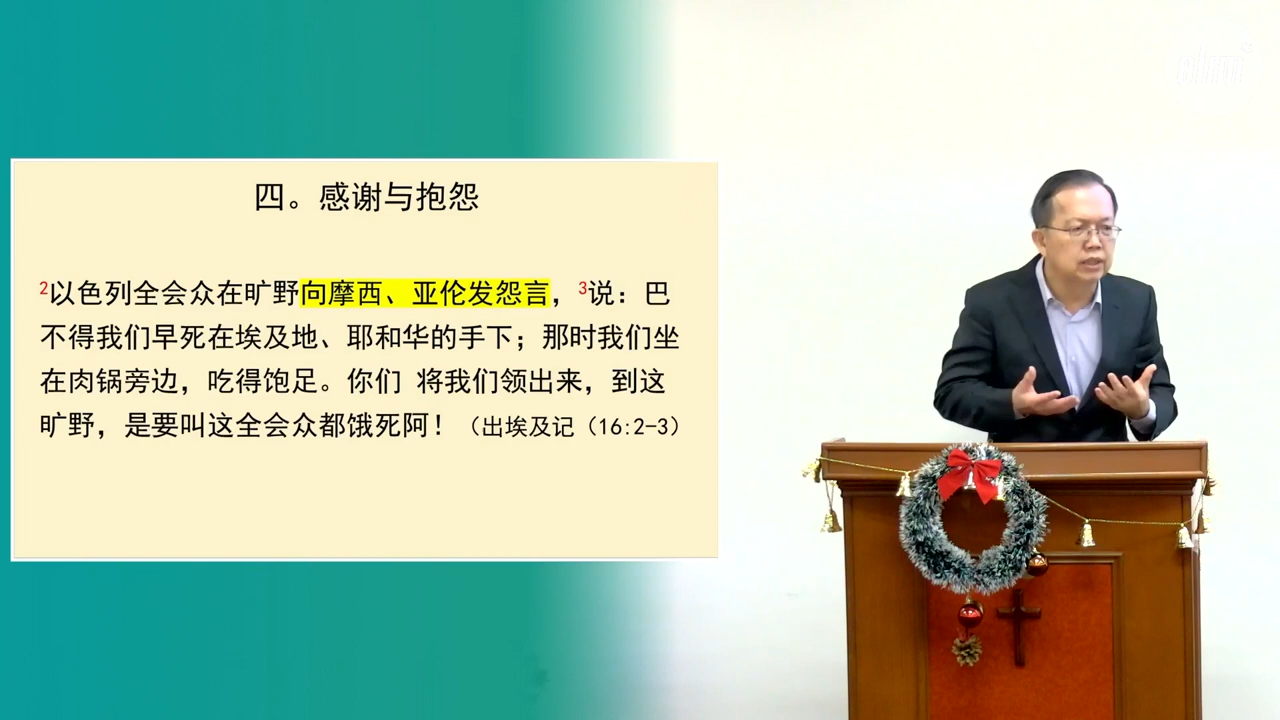 四。感谢与抱怨
2以色列全会众在旷野向摩西、亚伦发怨言，3说：巴
不得我们早死在埃及地、耶和华的手下；那时我们坐
在肉锅旁边，吃得饱足。你们 将我们领出来，到这
旷野，是要叫这全会众都饿死阿！（出埃及记（16:2-3）